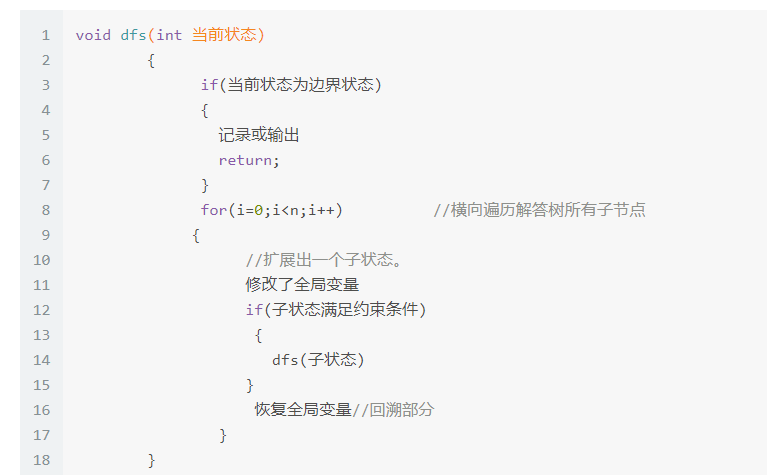 1 void dfs(int 当前状态)
2 {
3 if(当前状态为边界状态)
4 {
5 记录或输出
6 return;
7 }
8 for(i=0;i<n;i++) //横向遍历解答树所有子节点
9 {
10 //扩展出一个子状态。
11 修改了全局变量
12 if(子状态满足约束条件)
13 {
14 dfs(子状态)
15 }
16 恢复全局变量//回溯部分
17 }
18 }